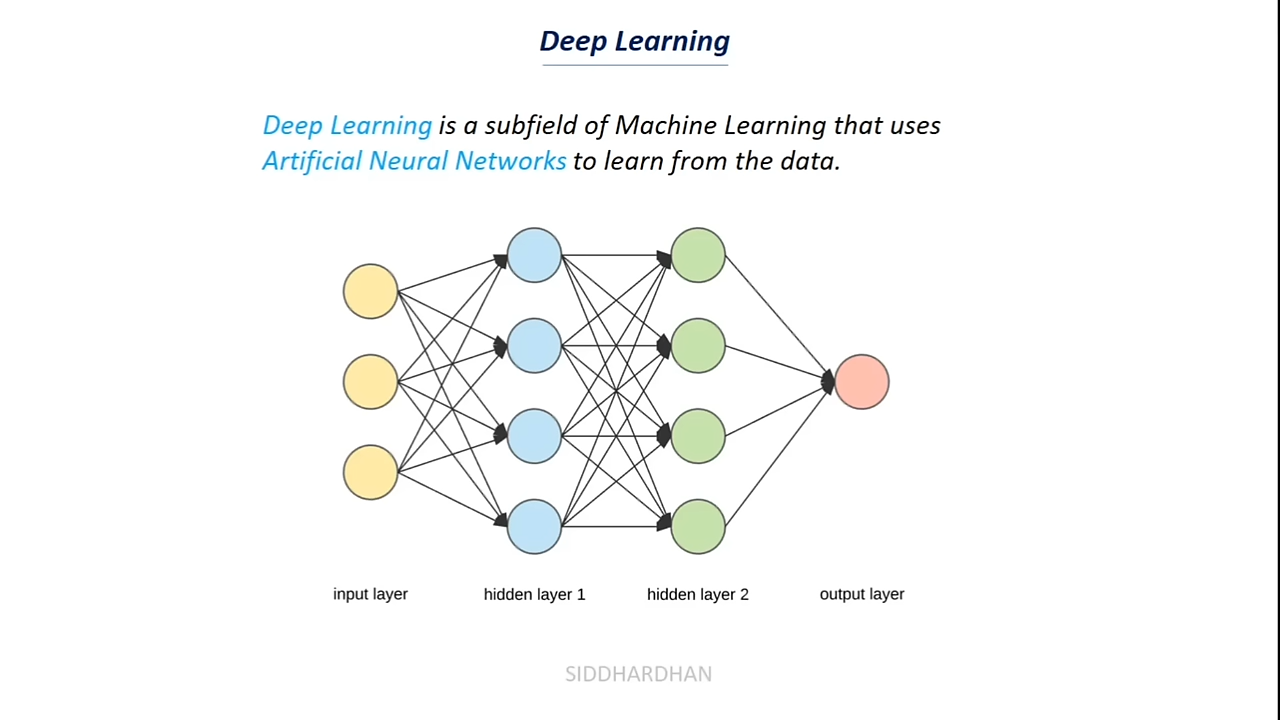 Deep Learning
Deep Learning is a subfield of Machine Learning that uses
Artificial Neural Networks to learn from the data.
input layer
hidden layer 1
hidden layer 2
output layer
SIDDHARDHAN